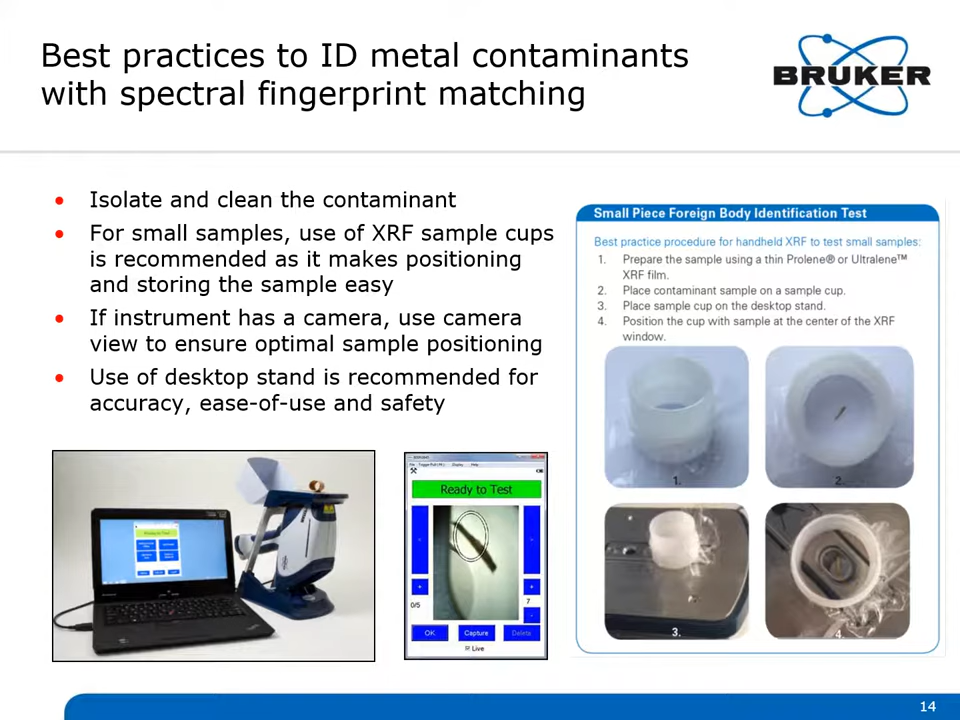 Best practices to ID metal contaminants
with spectral fingerprint matching
BRUKER
• Isolate and clean the contaminant
• For small samples, use of XRF sample cups
is recommended as it makes positioning
and storing the sample easy
• If instrument has a camera, use camera
view to ensure optimal sample positioning
• Use of desktop stand is recommended for
accuracy, ease-of-use and safety
Small Piece Foreign Body Identification Test
Best practice procedure for handheld XRF to test small samples:
1. Prepare the sample using a thin Prolene® or Ultralene™
XRF film.
2. Place contaminant sample on a sample cup.
3. Place sample cup on the desktop stand.
4. Position the cup with sample at the center of the XRF
window.
1.
2.
3.
4.
Ready to Test
Display
Help
Ready to Test
-
-
+
+
0/5
7
-
OK
Capture
Delete
Live
14